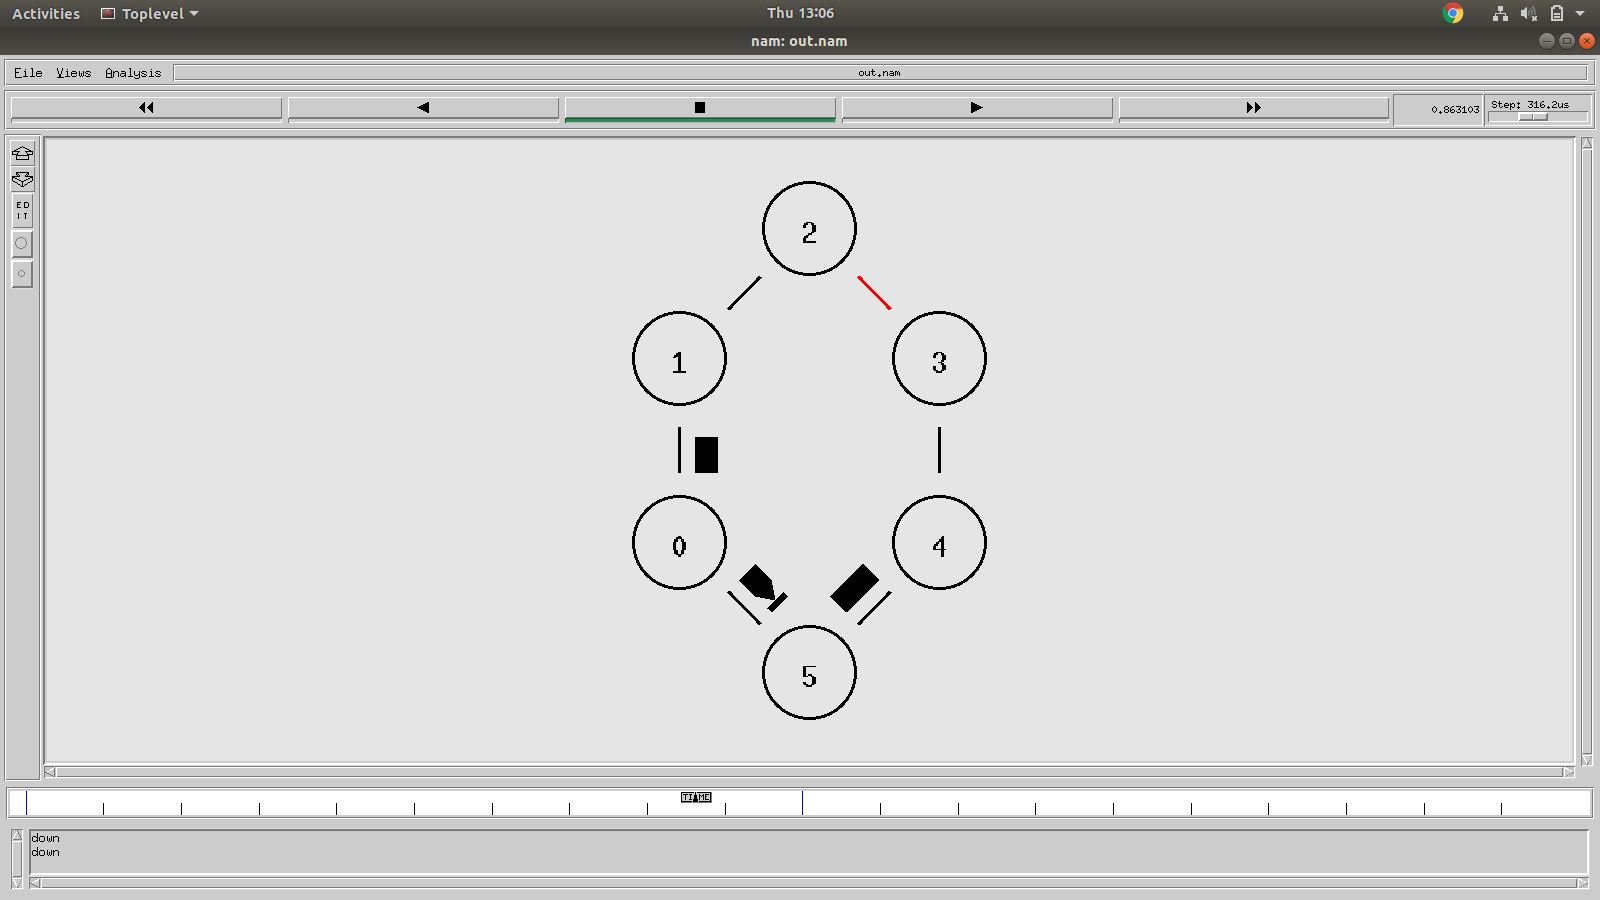 Activities Toplevel Thu 13:06
nam: out.nam
File Views Analysis out.nam
0.863103 Step: 316.2us
ED
IT
2
1 3
0 4
5
TIME
down
down